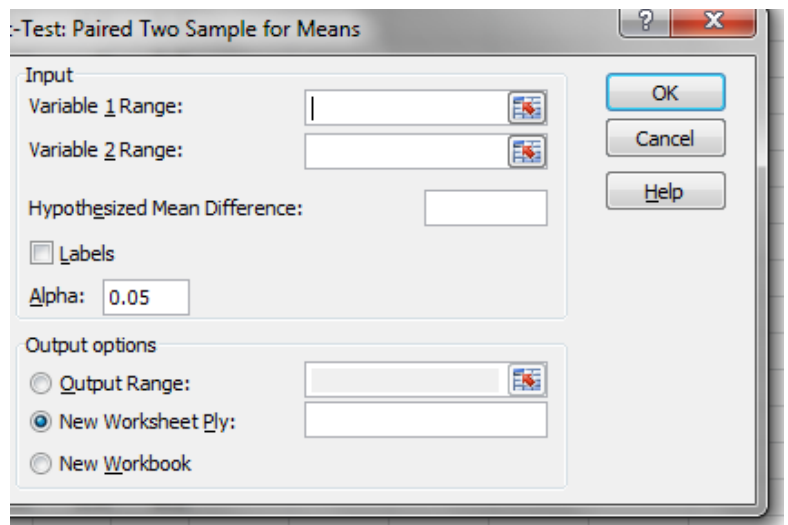 -Test: Paired Two Sample for Means
? X
Input
Variable 1 Range:
OK
Variable 2 Range:
Cancel
Hypothesized Mean Difference:
Help
Labels
Alpha: 0.05
Output options
Output Range:
New Worksheet Ply:
New Workbook